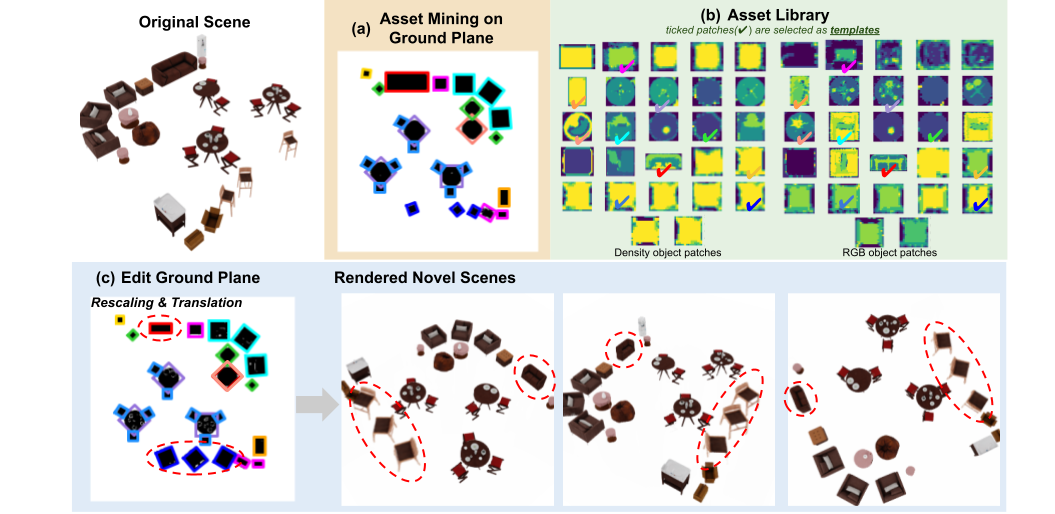 Original Scene
(a) Asset Mining on
Ground Plane
(b) Asset Library
ticked patches(✔) are selected as templates
Density object patches
RGB object patches
(c) Edit Ground Plane
Rescaling & Translation
Rendered Novel Scenes